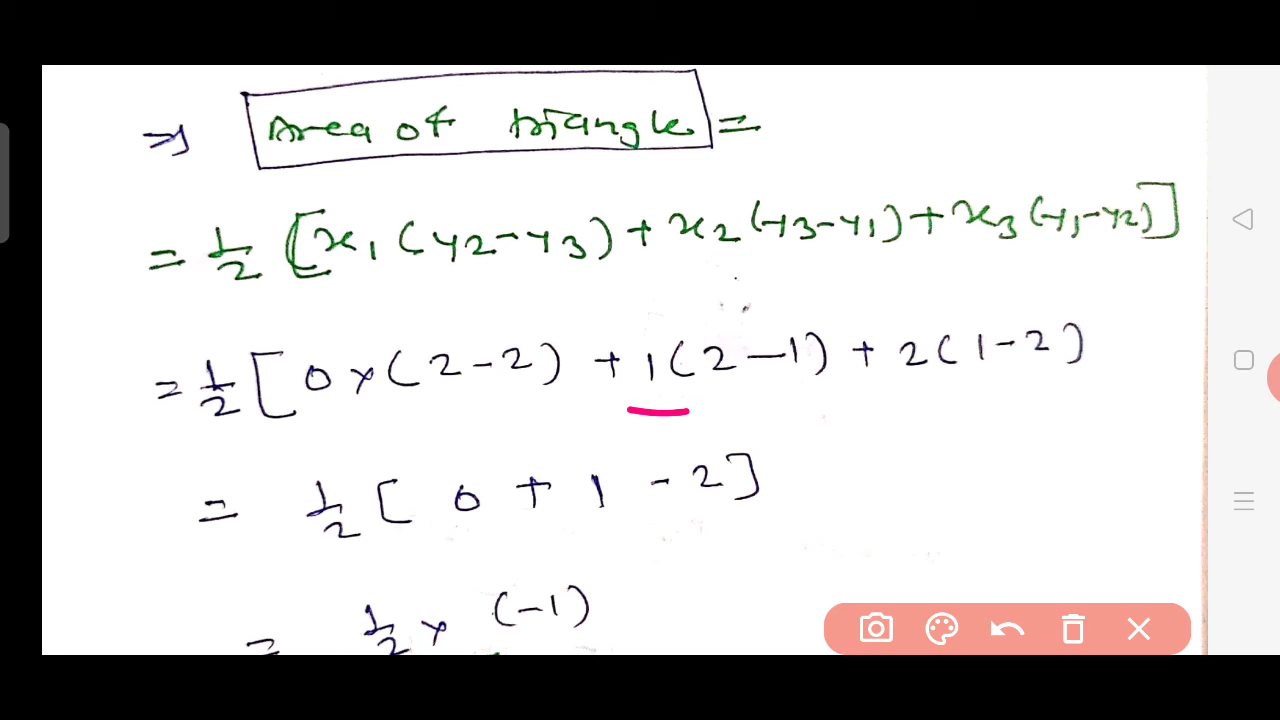 ⇒ Area of triangle =
= 1/2 [x1 (y2-y3) + x2 (y3-y1) + x3 (y1-y2)]
= 1/2 [ 0 × (2-2) + 1(2-1) + 2(1-2)
= 1/2 [ 0 + 1 - 2]
= 1/2 × (-1)